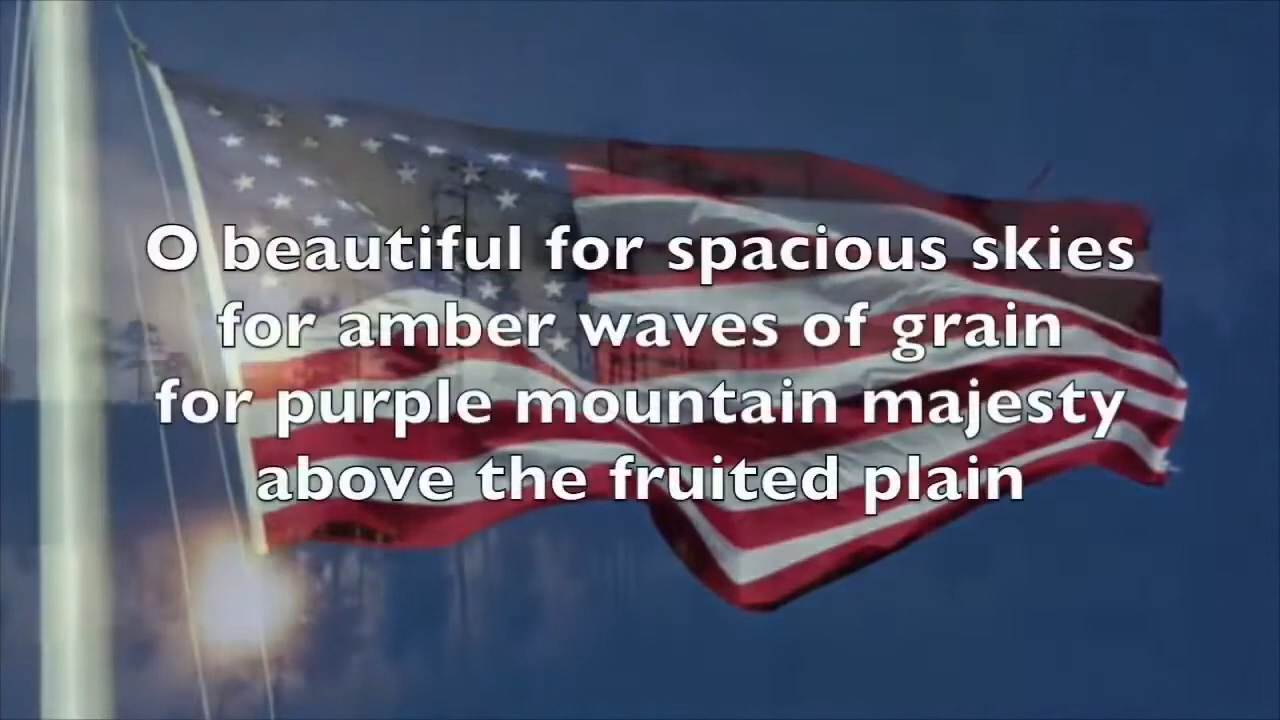 O beautiful for spacious skies
for amber waves of grain
for purple mountain majesty
above the fruited plain